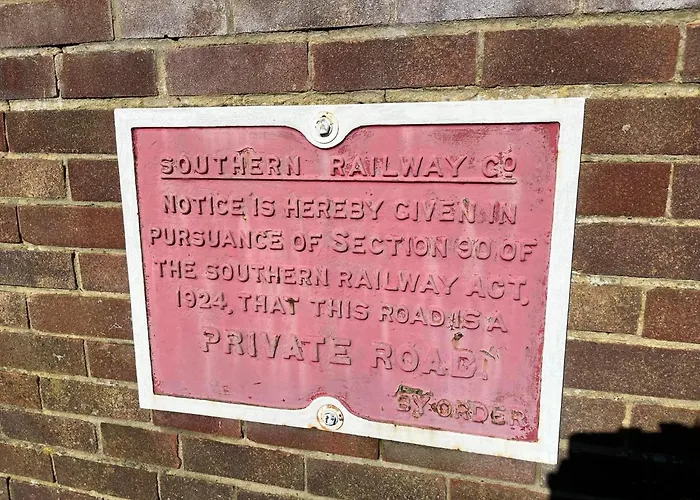 SOUTHERN RAILWAY CO
NOTICE IS HEREBY GIVEN IN
PURSUANCE OF SECTION 90 OF
THE SOUTHERN RAILWAY ACT,
1924, THAT THIS ROAD IS A
PRIVATE ROAD.
BY ORDER